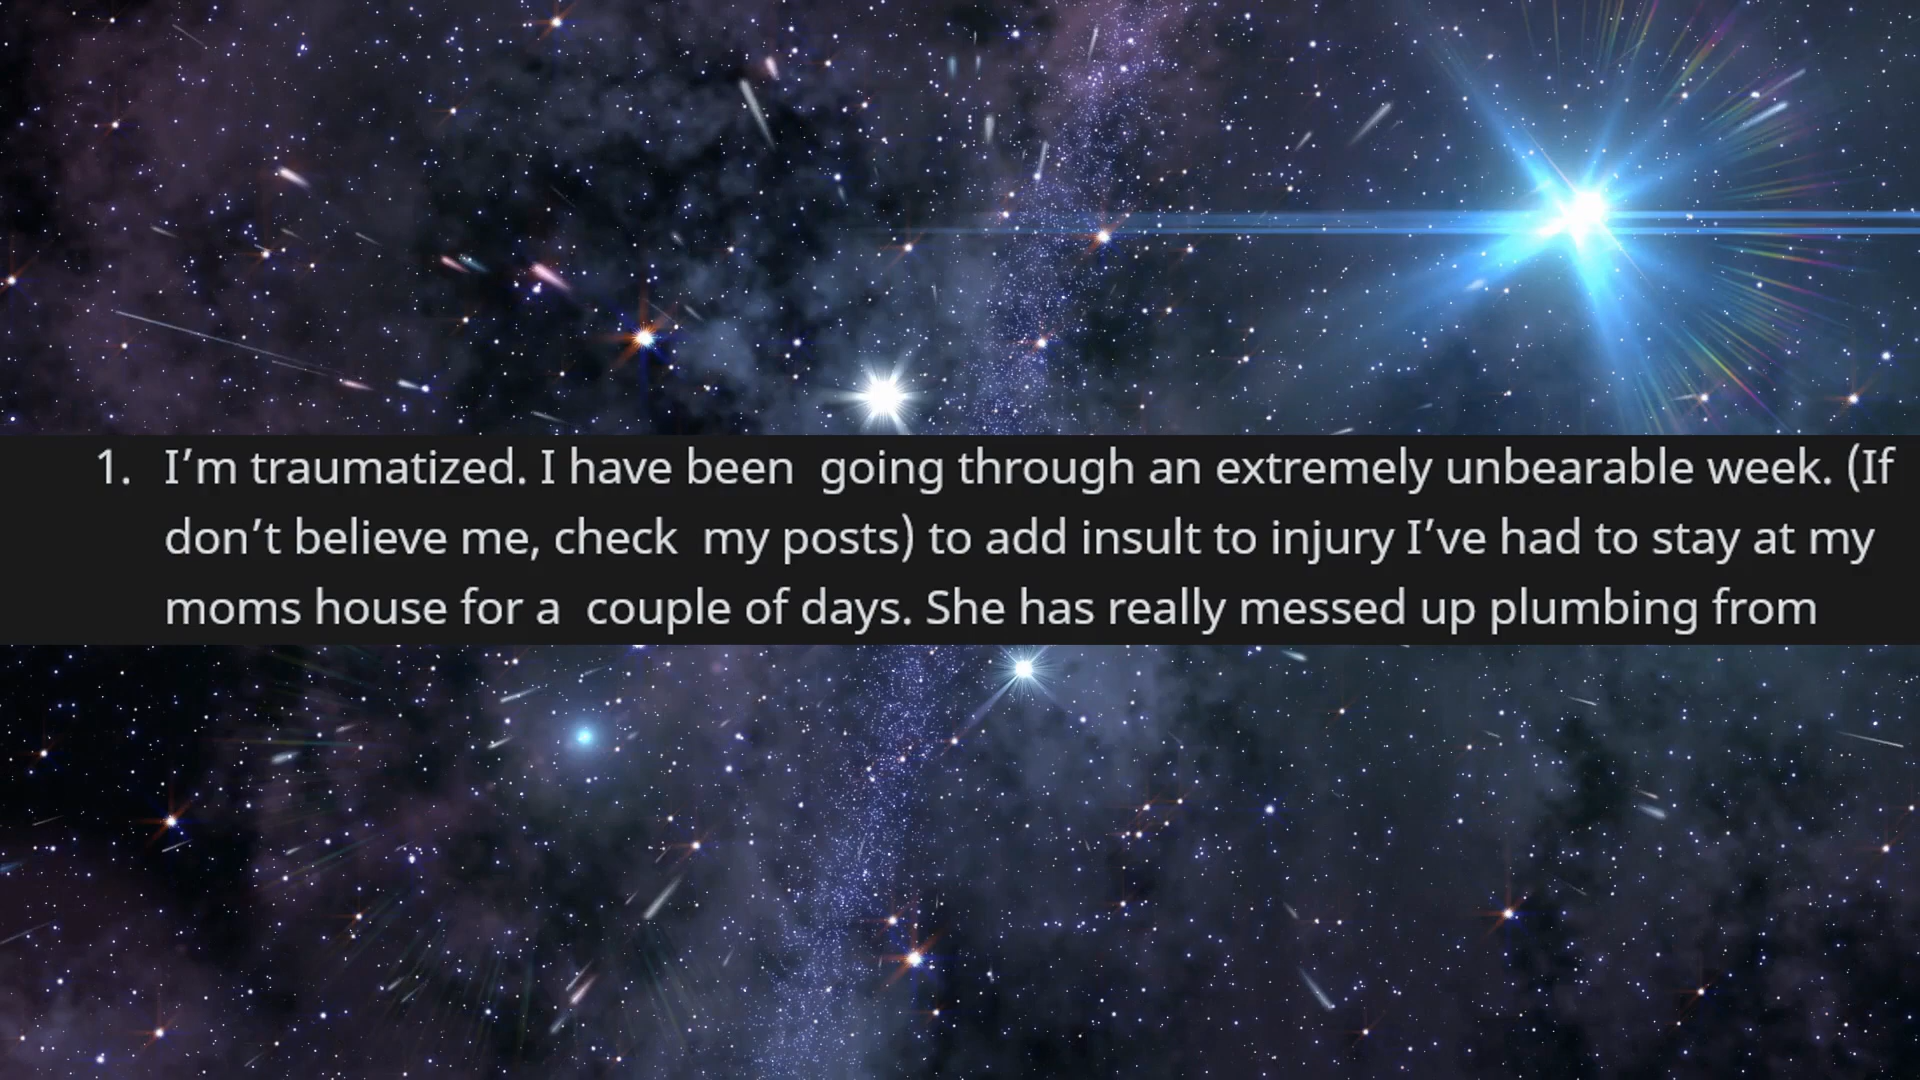 1. I’m traumatized. I have been  going through an extremely unbearable week. (If
don’t believe me, check  my posts) to add insult to injury I’ve had to stay at my
moms house for a  couple of days. She has really messed up plumbing from